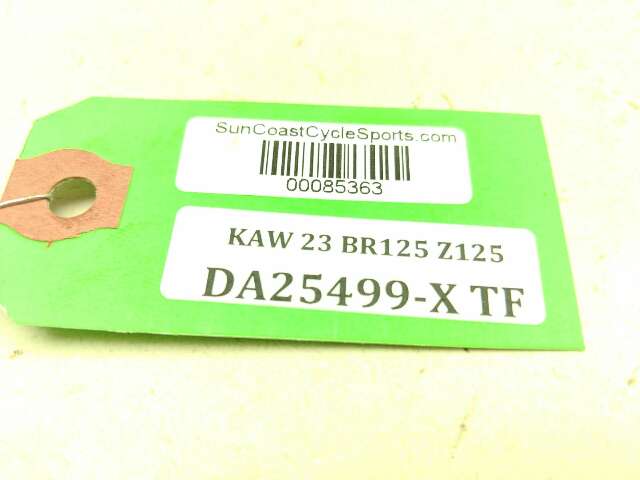 SunCoastCycleSports.com
00085363
KAW 23 BR125 Z125
DA25499-X TF